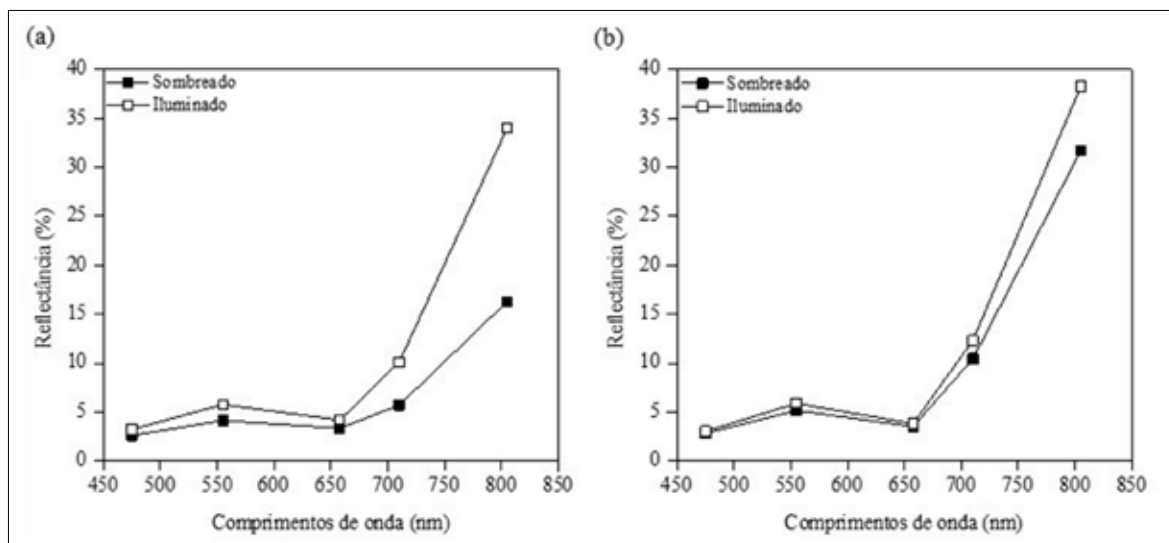 (a)
Sombreado
Iluminado
40
35
30
25
20
15
10
5
0
Reflectância (%)
450 500 550 600 650 700 750 800 850
Comprimentos de onda (nm)
(b)
Sombreado
Iluminado
40
35
30
25
20
15
10
5
0
Reflectância (%)
450 500 550 600 650 700 750 800 850
Comprimentos de onda (nm)